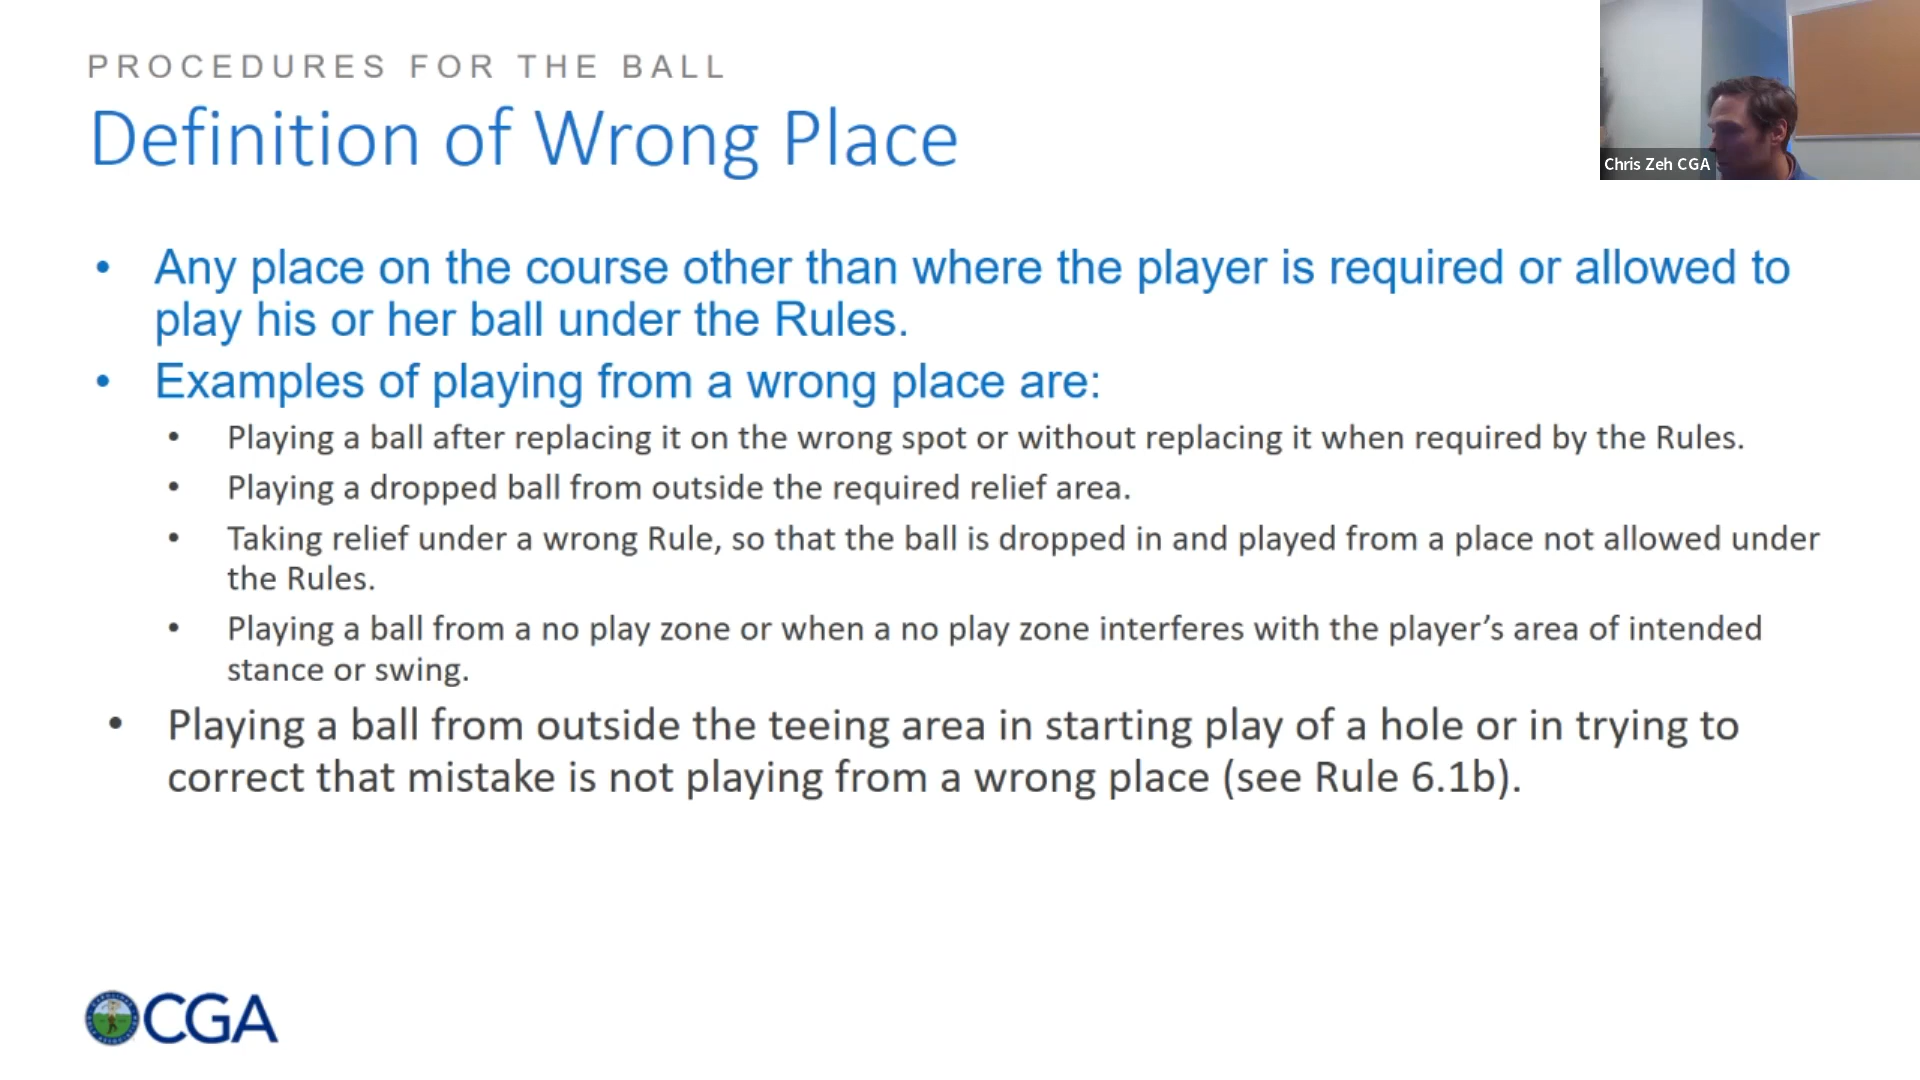 PROCEDURES FOR THE BALL
Definition of Wrong Place
Chris Zeh CGA
• Any place on the course other than where the player is required or allowed to
play his or her ball under the Rules.
• Examples of playing from a wrong place are:
• Playing a ball after replacing it on the wrong spot or without replacing it when required by the Rules.
• Playing a dropped ball from outside the required relief area.
• Taking relief under a wrong Rule, so that the ball is dropped in and played from a place not allowed under
the Rules.
• Playing a ball from a no play zone or when a no play zone interferes with the player’s area of intended
stance or swing.
• Playing a ball from outside the teeing area in starting play of a hole or in trying to
correct that mistake is not playing from a wrong place (see Rule 6.1b).
CGA